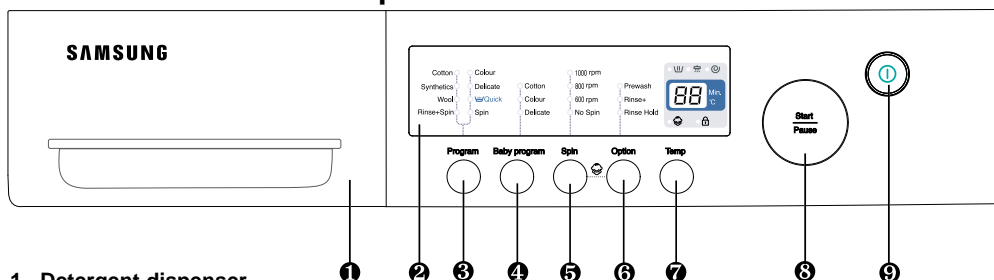 SAMSUNG
Cotton Colour
Synthetics Delicate Cotton
Wool Quick Colour
Rinse+Spin Spin Delicate
1000 rpm
800 rpm Prewash
600 rpm Rinse+
No Spin Rinse Hold
88 Min.
°C
Program Baby program Spin Option Temp
Start
Pause
1 2 3 4 5 6 7 8 9
1 Detergent dispenser